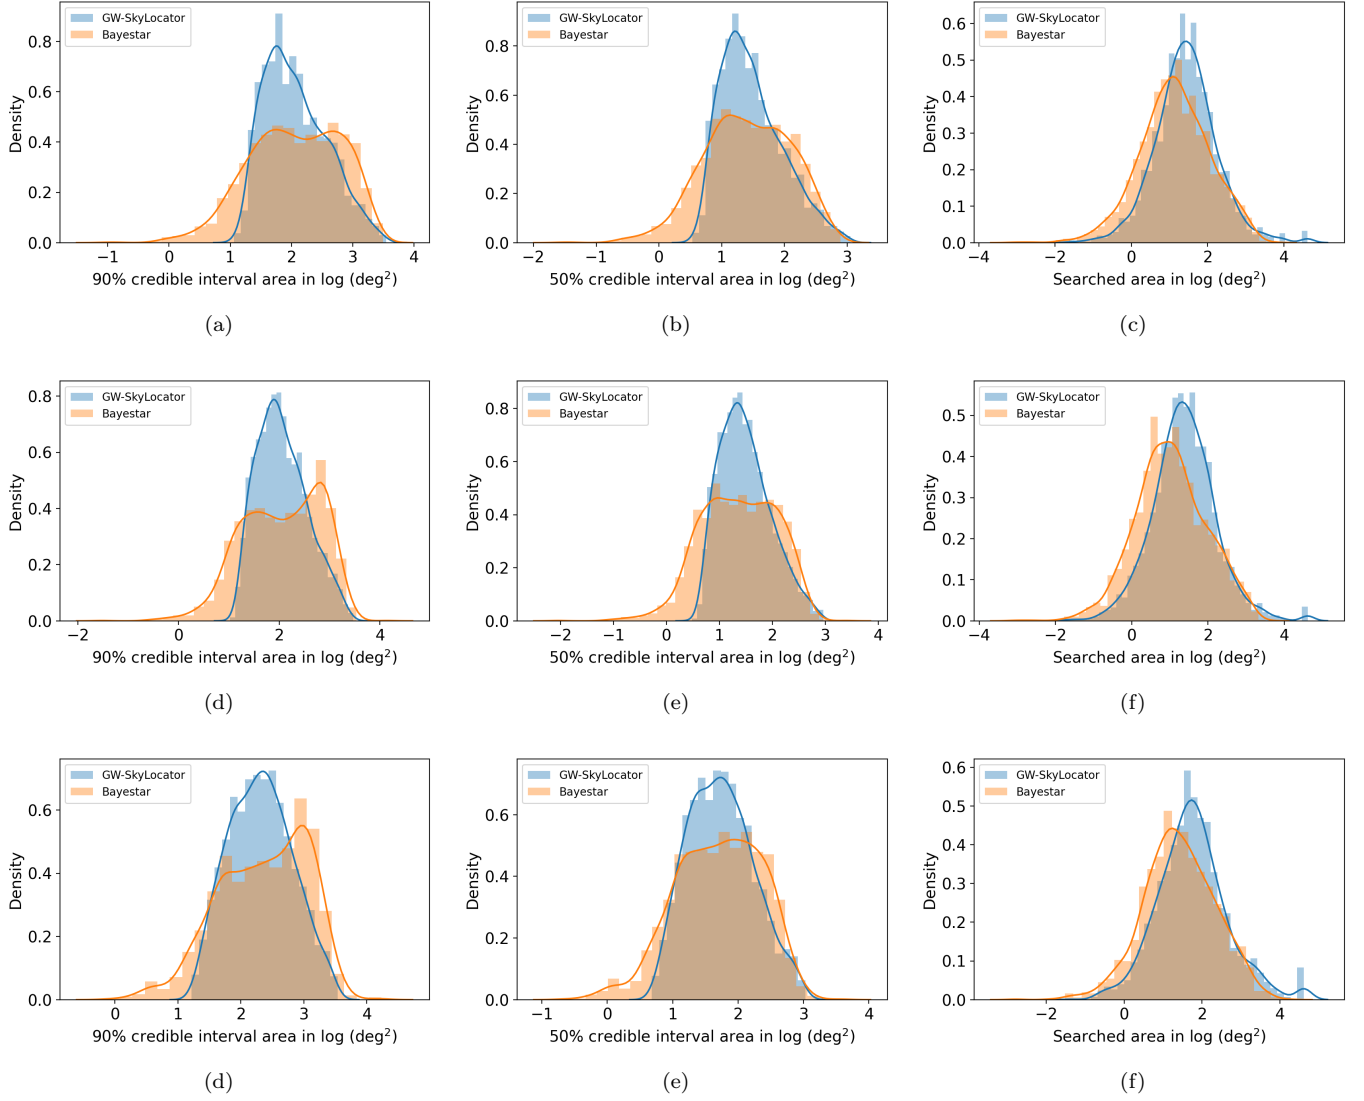 GW-SkyLocator
Bayestar
Density
0.0
0.2
0.4
0.6
0.8
−1 0 1 2 3 4
90% credible interval area in log (deg²)
(a)
GW-SkyLocator
Bayestar
Density
0.0
0.2
0.4
0.6
0.8
−2 −1 0 1 2 3
50% credible interval area in log (deg²)
(b)
GW-SkyLocator
Bayestar
Density
0.0
0.1
0.2
0.3
0.4
0.5
0.6
−4 −2 0 2 4
Searched area in log (deg²)
(c)
GW-SkyLocator
Bayestar
Density
0.0
0.2
0.4
0.6
0.8
−2 0 2 4
90% credible interval area in log (deg²)
(d)
GW-SkyLocator
Bayestar
Density
0.0
0.2
0.4
0.6
0.8
−2 −1 0 1 2 3 4
50% credible interval area in log (deg²)
(e)
GW-SkyLocator
Bayestar
Density
0.0
0.1
0.2
0.3
0.4
0.5
−4 −2 0 2 4
Searched area in log (deg²)
(f)
GW-SkyLocator
Bayestar
Density
0.0
0.2
0.4
0.6
0 1 2 3 4
90% credible interval area in log (deg²)
(d)
GW-SkyLocator
Bayestar
Density
0.0
0.2
0.4
0.6
−1 0 1 2 3 4
50% credible interval area in log (deg²)
(e)
GW-SkyLocator
Bayestar
Density
0.0
0.1
0.2
0.3
0.4
0.5
0.6
−2 0 2 4
Searched area in log (deg²)
(f)